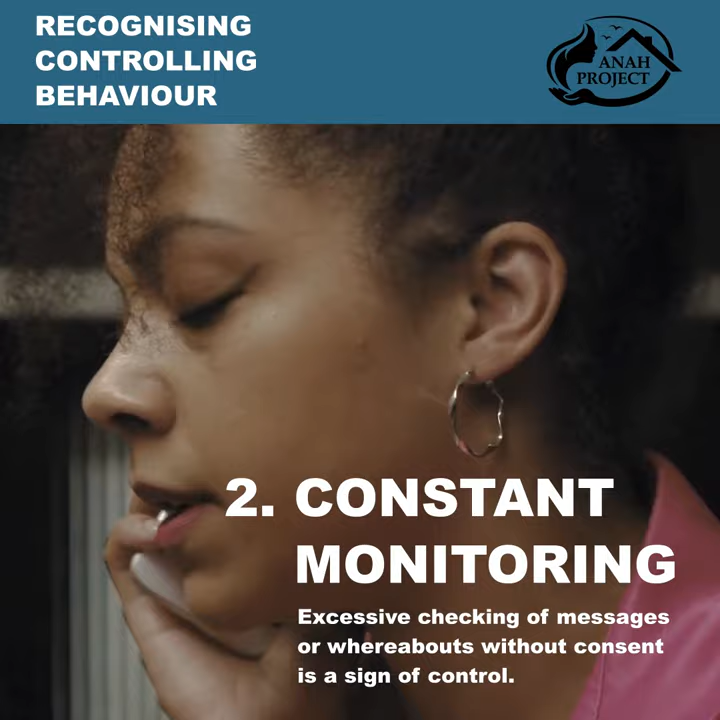 RECOGNISING
CONTROLLING
BEHAVIOUR
ANAH
PROJECT
2. CONSTANT
MONITORING
Excessive checking of messages
or whereabouts without consent
is a sign of control.